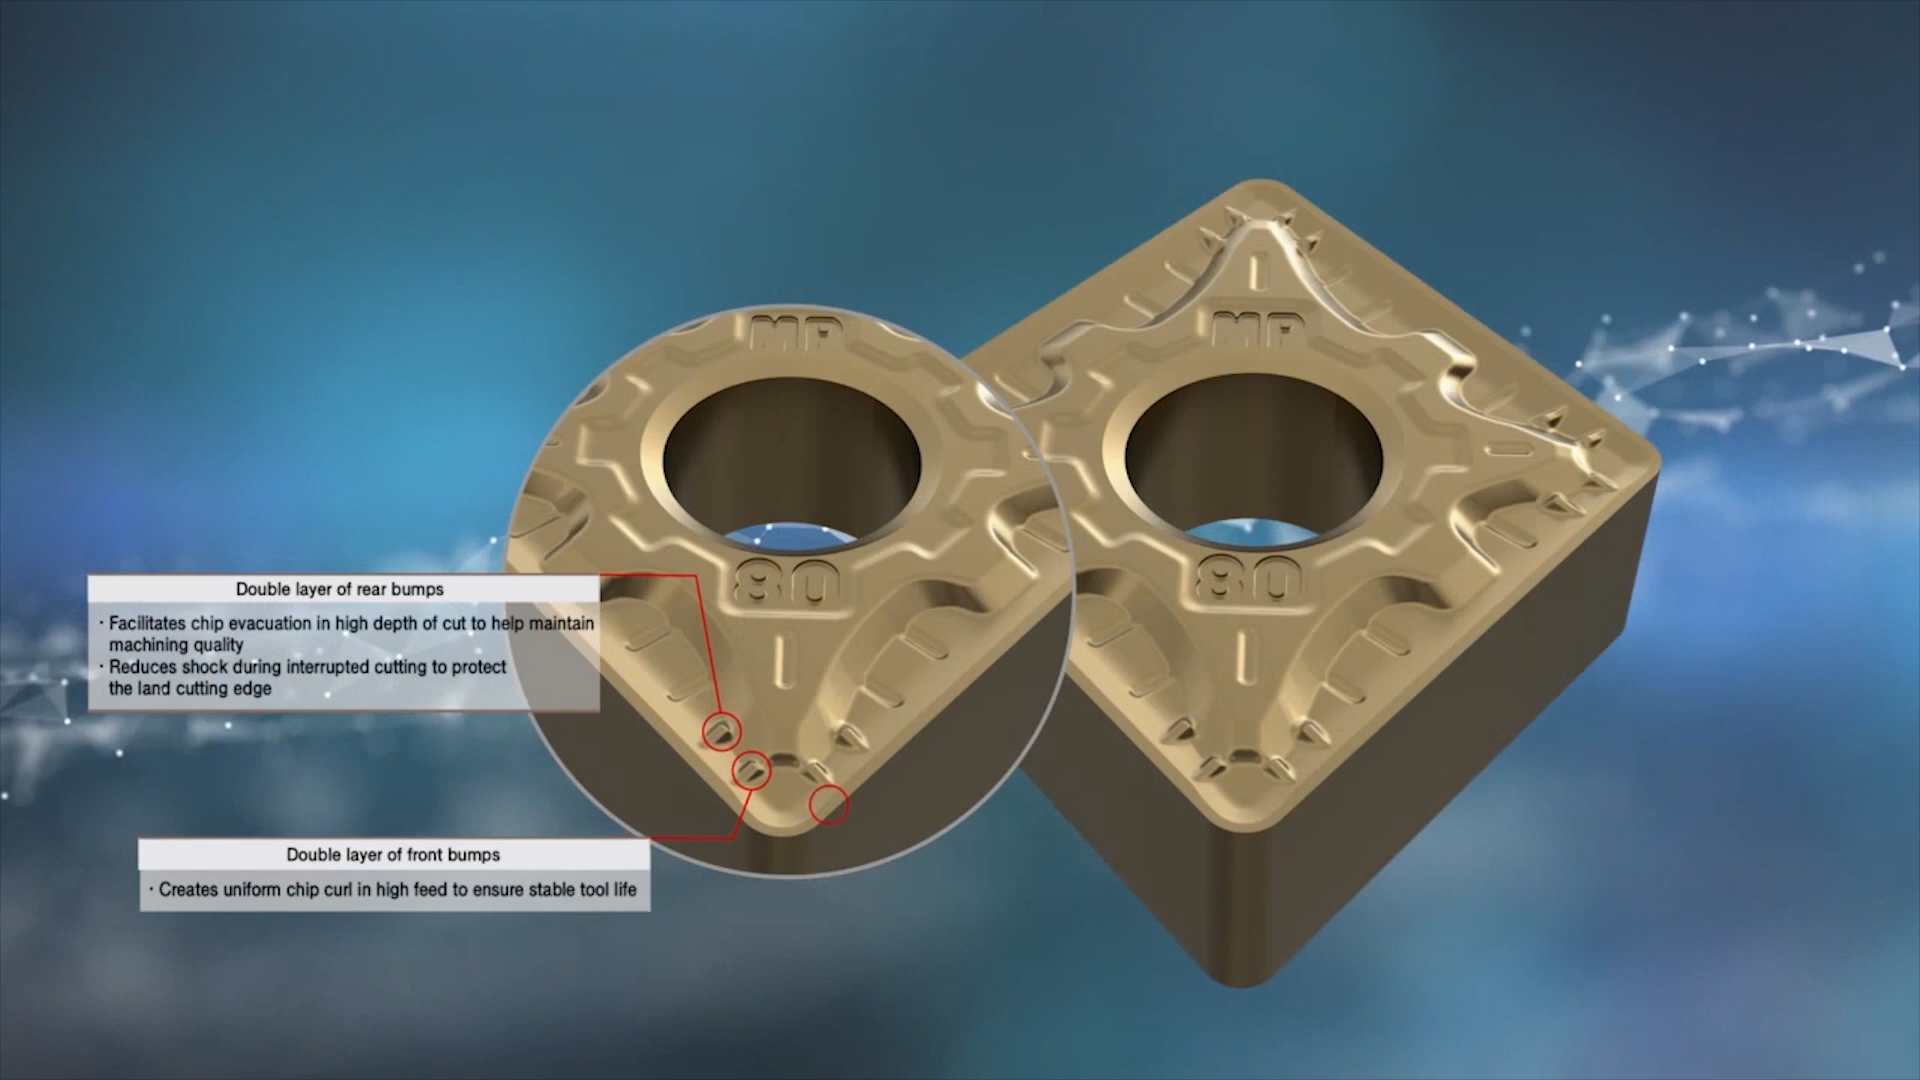 MP
MP
80
80
Double layer of rear bumps
· Facilitates chip evacuation in high depth of cut to help maintain
machining quality
· Reduces shock during interrupted cutting to protect
the land cutting edge
Double layer of front bumps
· Creates uniform chip curl in high feed to ensure stable tool life